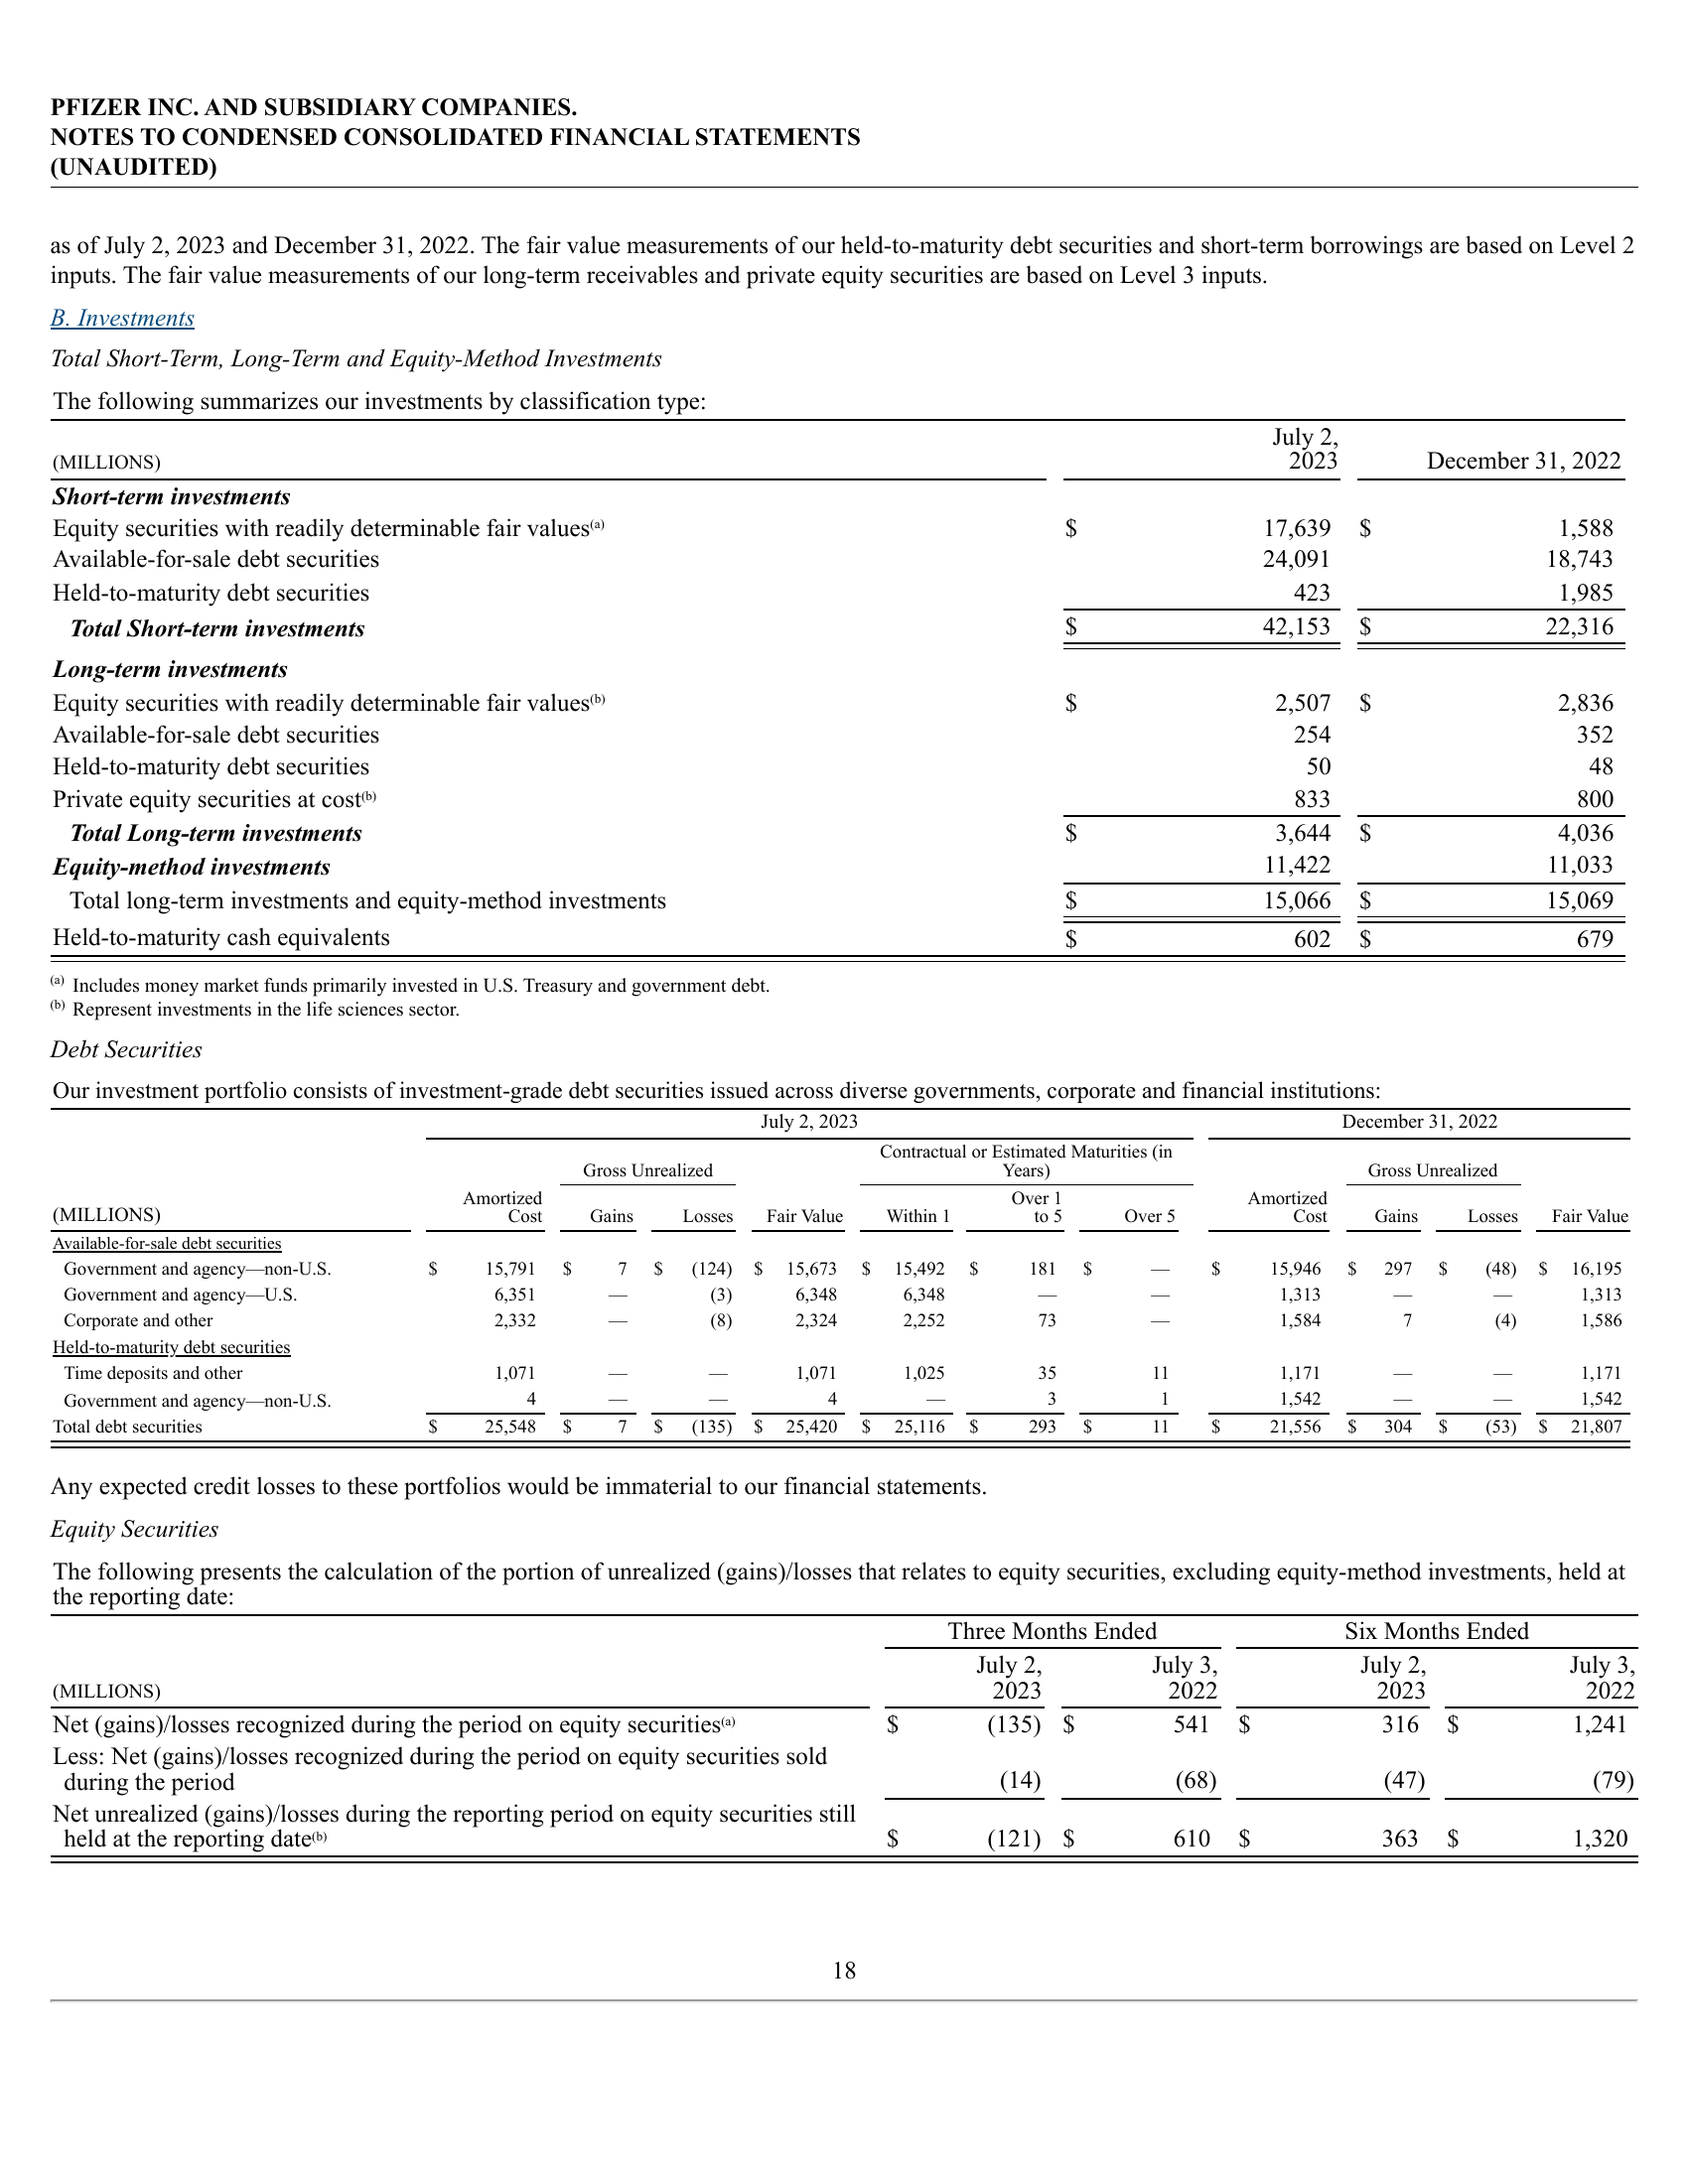 PFIZER INC. AND SUBSIDIARY COMPANIES.
NOTES TO CONDENSED CONSOLIDATED FINANCIAL STATEMENTS
(UNAUDITED)
as of July 2, 2023 and December 31, 2022. The fair value measurements of our held-to-maturity debt securities and short-term borrowings are based on Level 2
inputs. The fair value measurements of our long-term receivables and private equity securities are based on Level 3 inputs.
B. Investments
Total Short-Term, Long-Term and Equity-Method Investments
The following summarizes our investments by classification type:
(MILLIONS) July 2, 2023 December 31, 2022
Short-term investments
Equity securities with readily determinable fair values(a) $ 17,639 $ 1,588
Available-for-sale debt securities 24,091 18,743
Held-to-maturity debt securities 423 1,985
Total Short-term investments $ 42,153 $ 22,316
Long-term investments
Equity securities with readily determinable fair values(b) $ 2,507 $ 2,836
Available-for-sale debt securities 254 352
Held-to-maturity debt securities 50 48
Private equity securities at cost(b) 833 800
Total Long-term investments $ 3,644 $ 4,036
Equity-method investments 11,422 11,033
Total long-term investments and equity-method investments $ 15,066 $ 15,069
Held-to-maturity cash equivalents $ 602 $ 679
(a) Includes money market funds primarily invested in U.S. Treasury and government debt.
(b) Represent investments in the life sciences sector.
Debt Securities
Our investment portfolio consists of investment-grade debt securities issued across diverse governments, corporate and financial institutions:
July 2, 2023 December 31, 2022
Gross Unrealized Contractual or Estimated Maturities (in Years) Gross Unrealized
(MILLIONS) Amortized Cost Gains Losses Fair Value Within 1 Over 1 to 5 Over 5 Amortized Cost Gains Losses Fair Value
Available-for-sale debt securities
Government and agency—non-U.S. $ 15,791 $ 7 $ (124) $ 15,673 $ 15,492 $ 181 $ — $ 15,946 $ 297 $ (48) $ 16,195
Government and agency—U.S. 6,351 — (3) 6,348 6,348 — — 1,313 — — 1,313
Corporate and other 2,332 — (8) 2,324 2,252 73 — 1,584 7 (4) 1,586
Held-to-maturity debt securities
Time deposits and other 1,071 — — 1,071 1,025 35 11 1,171 — — 1,171
Government and agency—non-U.S. 4 — — 4 — 3 1 1,542 — — 1,542
Total debt securities $ 25,548 $ 7 $ (135) $ 25,420 $ 25,116 $ 293 $ 11 $ 21,556 $ 304 $ (53) $ 21,807
Any expected credit losses to these portfolios would be immaterial to our financial statements.
Equity Securities
The following presents the calculation of the portion of unrealized (gains)/losses that relates to equity securities, excluding equity-method investments, held at
the reporting date:
Three Months Ended Six Months Ended
(MILLIONS) July 2, 2023 July 3, 2022 July 2, 2023 July 3, 2022
Net (gains)/losses recognized during the period on equity securities(a) $ (135) $ 541 $ 316 $ 1,241
Less: Net (gains)/losses recognized during the period on equity securities sold
during the period (14) (68) (47) (79)
Net unrealized (gains)/losses during the reporting period on equity securities still
held at the reporting date(b) $ (121) $ 610 $ 363 $ 1,320
18